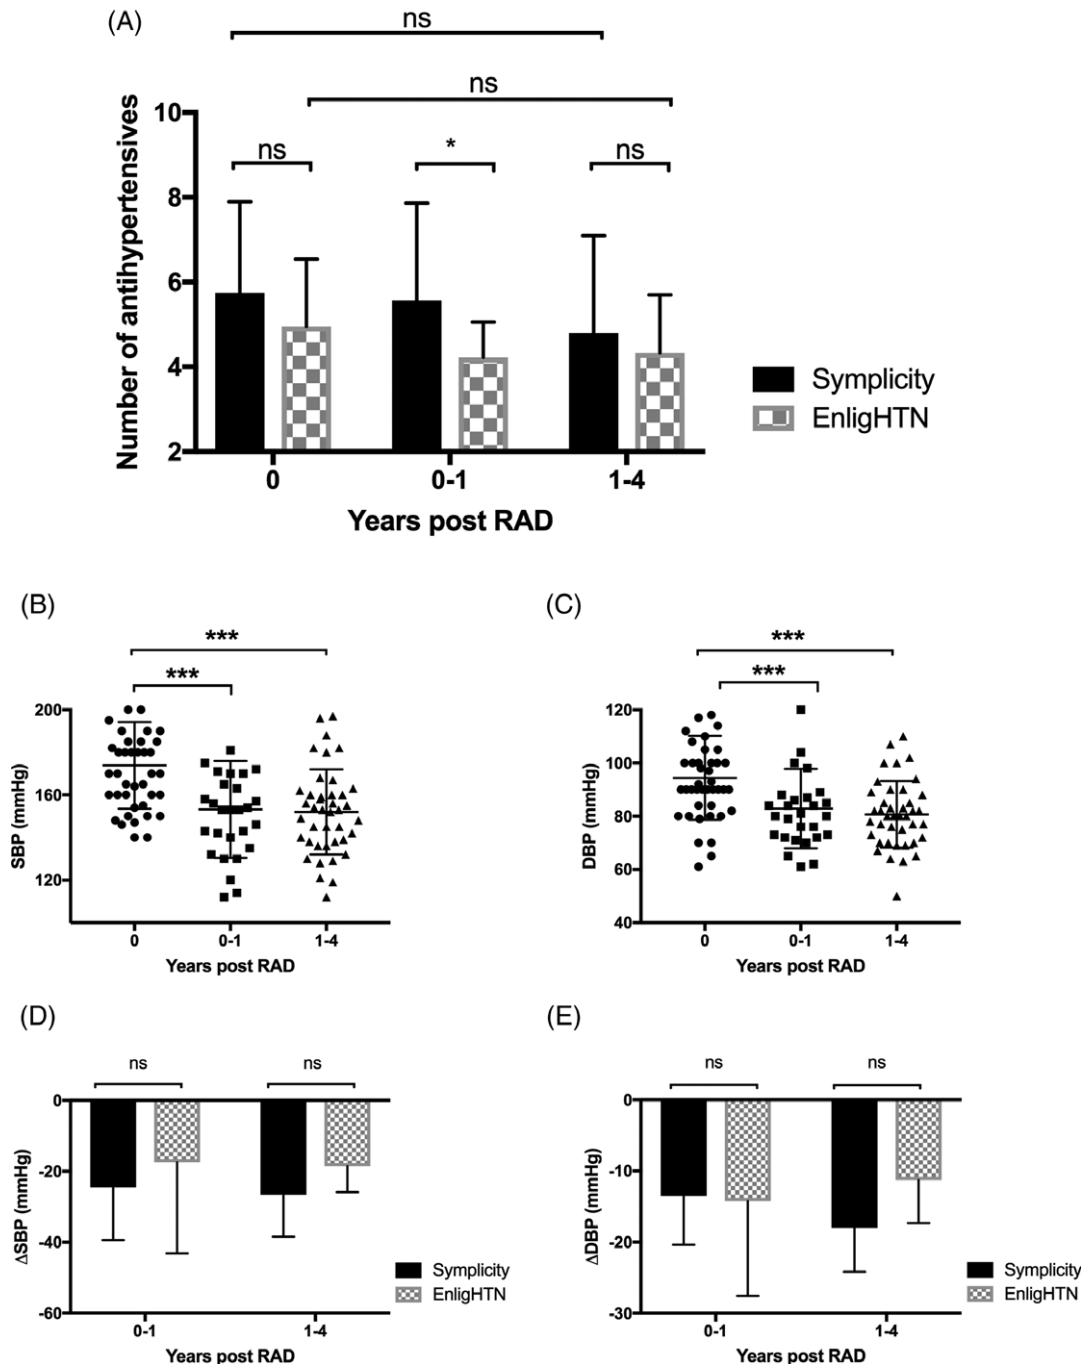 (A)
ns
ns
ns
*
ns
Number of antihypertensives
10
8
6
4
2
0
0-1
1-4
Years post RAD
Symplicity
EnligHTN
(B)
***
***
SBP (mmHg)
200
160
120
0
0-1
1-4
Years post RAD
(C)
***
***
DBP (mmHg)
120
100
80
60
40
0
0-1
1-4
Years post RAD
(D)
ns
ns
ΔSBP (mmHg)
0
-20
-40
-60
0-1
1-4
Years post RAD
Symplicity
EnligHTN
(E)
ns
ns
ΔDBP (mmHg)
0
-10
-20
-30
0-1
1-4
Years post RAD
Symplicity
EnligHTN